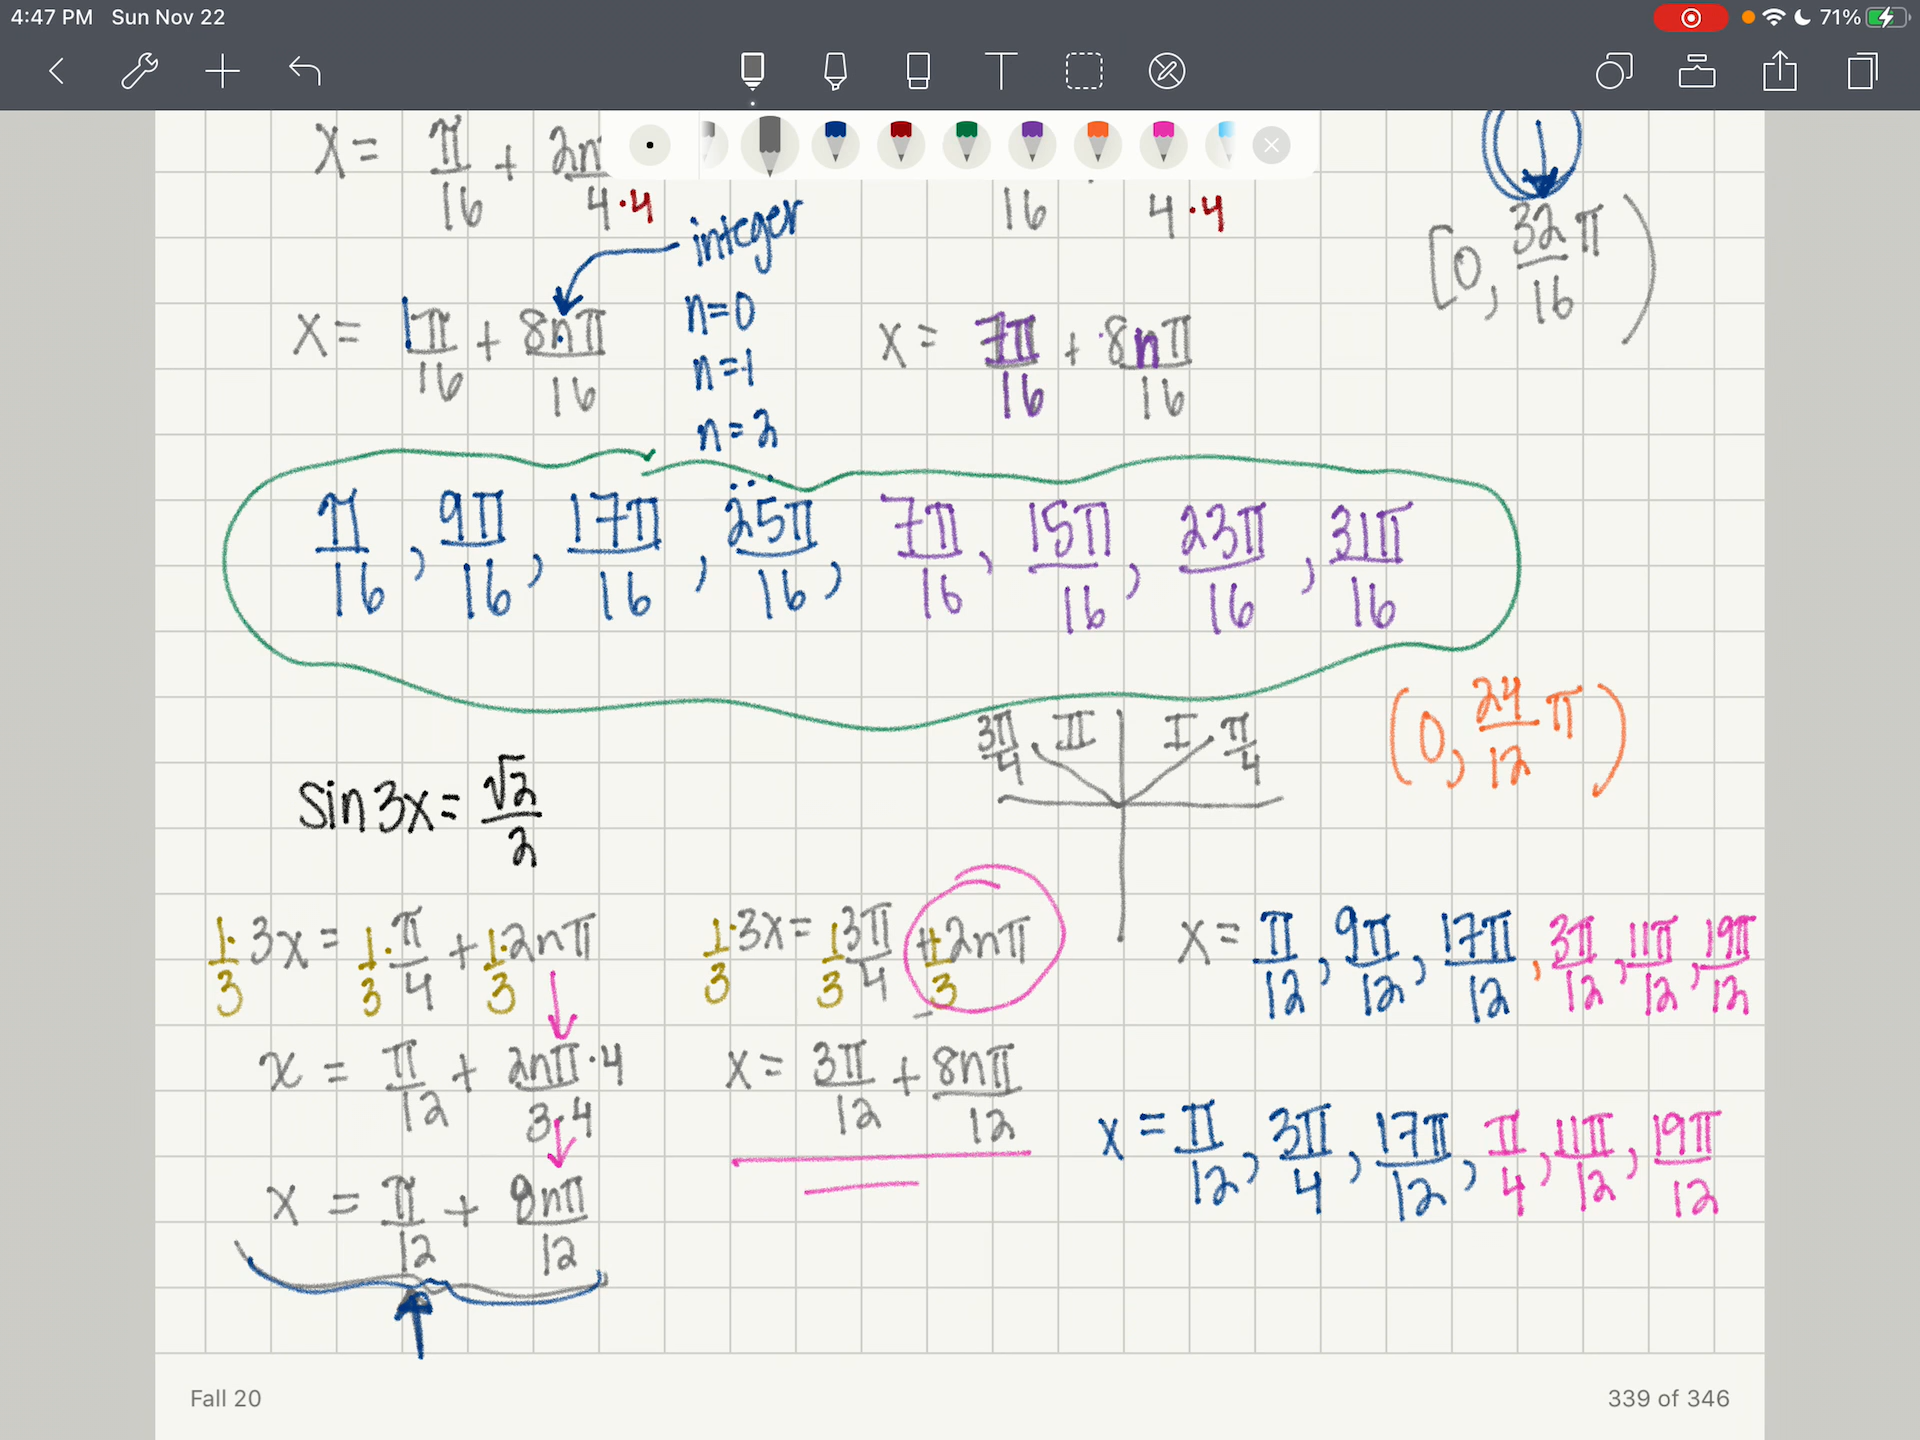 4:47 PM Sun Nov 22
71%
x = π/16 + 2n/4·4
16 4·4
integer
[0, 32/16 π)
n=0
x = 1π/16 + 8nπ/16
x = 7π/16 + 8nπ/16
n=1
n=2
π/16, 9π/16, 17π/16, 25π/16, 7π/16, 15π/16, 23π/16, 31π/16
3π/4 II I π/4
(0, 24/12 π)
sin3x = √2/2
1/3·3x = 1/3·π/4 + 1/3·2nπ
1/3·3x = 1/3 3π/4 + 1/3 2nπ
x = π/12, 9π/12, 17π/12, 3π/12, 11π/12, 19π/12
x = π/12 + 2nπ·4/3·4
x = 3π/12 + 8nπ/12
x = π/12, 3π/4, 17π/12, π/4, 11π/12, 19π/12
x = π/12 + 8nπ/12
Fall 20
339 of 346